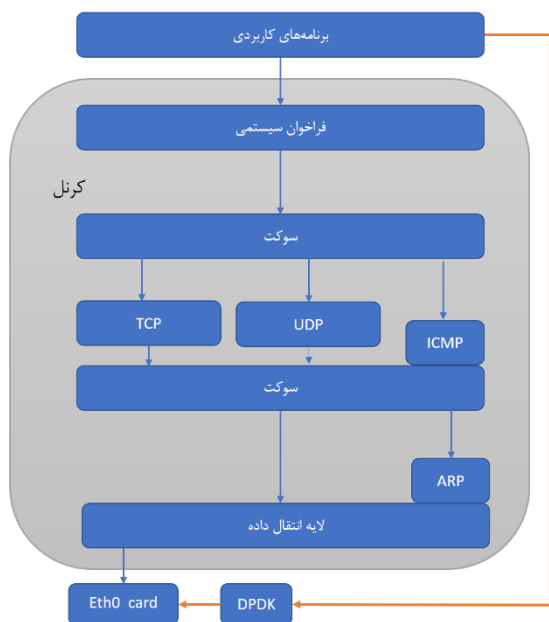 برنامه‌های کاربردی
فراخوان سیستمی
کرنل
سوکت
TCP
UDP
ICMP
سوکت
ARP
لایه انتقال داده
Eth0 card
DPDK